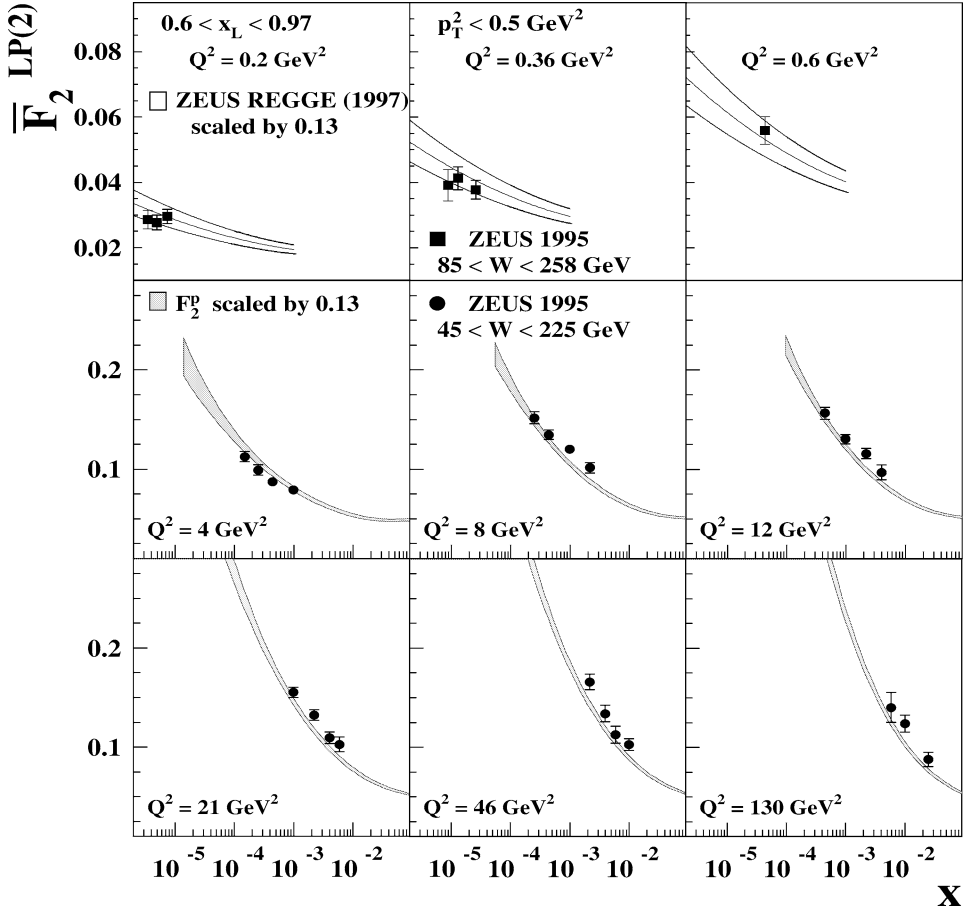 F̅₂ᴸᴾ⁽²⁾
0.6 < x_L < 0.97
p_T² < 0.5 GeV²
Q² = 0.2 GeV²
Q² = 0.36 GeV²
Q² = 0.6 GeV²
ZEUS REGGE (1997)
scaled by 0.13
ZEUS 1995
85 < W < 258 GeV
0.08
0.06
0.04
0.02
F₂ᵖ scaled by 0.13
ZEUS 1995
45 < W < 225 GeV
0.2
0.1
Q² = 4 GeV²
Q² = 8 GeV²
Q² = 12 GeV²
0.2
0.1
Q² = 21 GeV²
Q² = 46 GeV²
Q² = 130 GeV²
10⁻⁵ 10⁻⁴ 10⁻³ 10⁻² 10⁻⁵ 10⁻⁴ 10⁻³ 10⁻² 10⁻⁵ 10⁻⁴ 10⁻³ 10⁻²
x